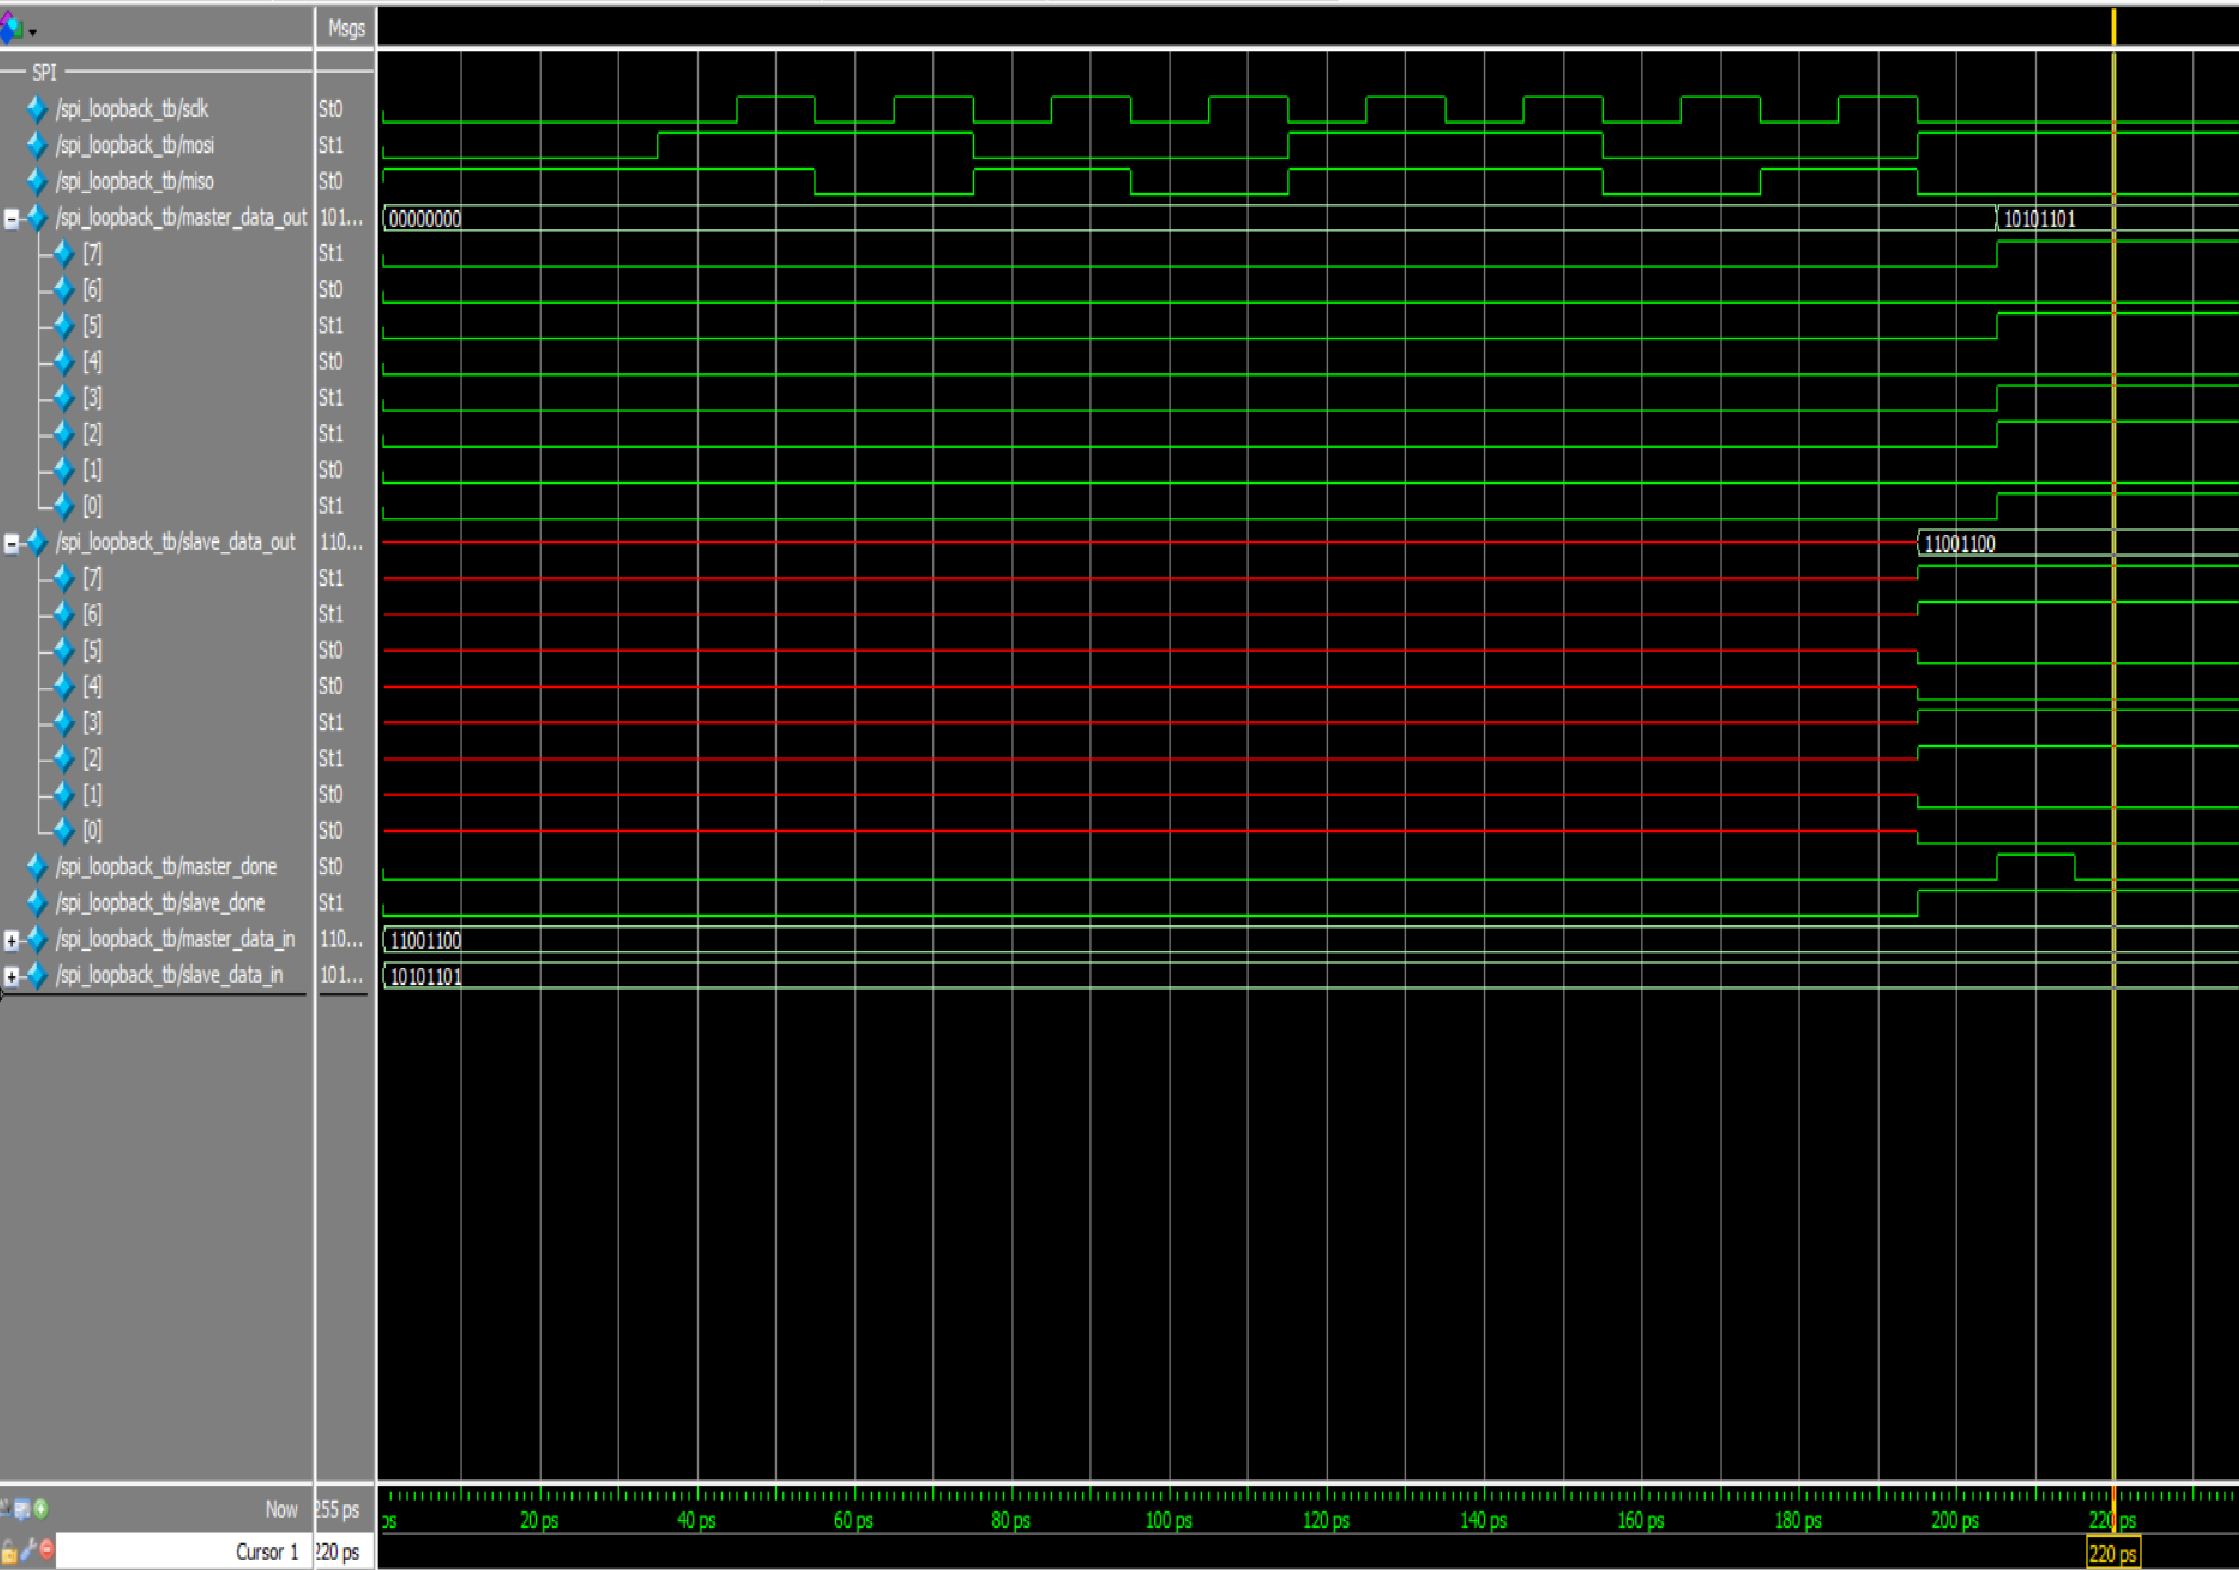 Msgs
SPI
/spi_loopback_tb/sclk St0
/spi_loopback_tb/mosi St1
/spi_loopback_tb/miso St0
/spi_loopback_tb/master_data_out 101... 00000000 10101101
[7] St1
[6] St0
[5] St1
[4] St0
[3] St1
[2] St1
[1] St0
[0] St1
/spi_loopback_tb/slave_data_out 110... 11001100
[7] St1
[6] St1
[5] St0
[4] St0
[3] St1
[2] St1
[1] St0
[0] St0
/spi_loopback_tb/master_done St0
/spi_loopback_tb/slave_done St1
/spi_loopback_tb/master_data_in 110... 11001100
/spi_loopback_tb/slave_data_in 101... 10101101
Now 255 ps ps 20 ps 40 ps 60 ps 80 ps 100 ps 120 ps 140 ps 160 ps 180 ps 200 ps 220 ps
Cursor 1 220 ps 220 ps